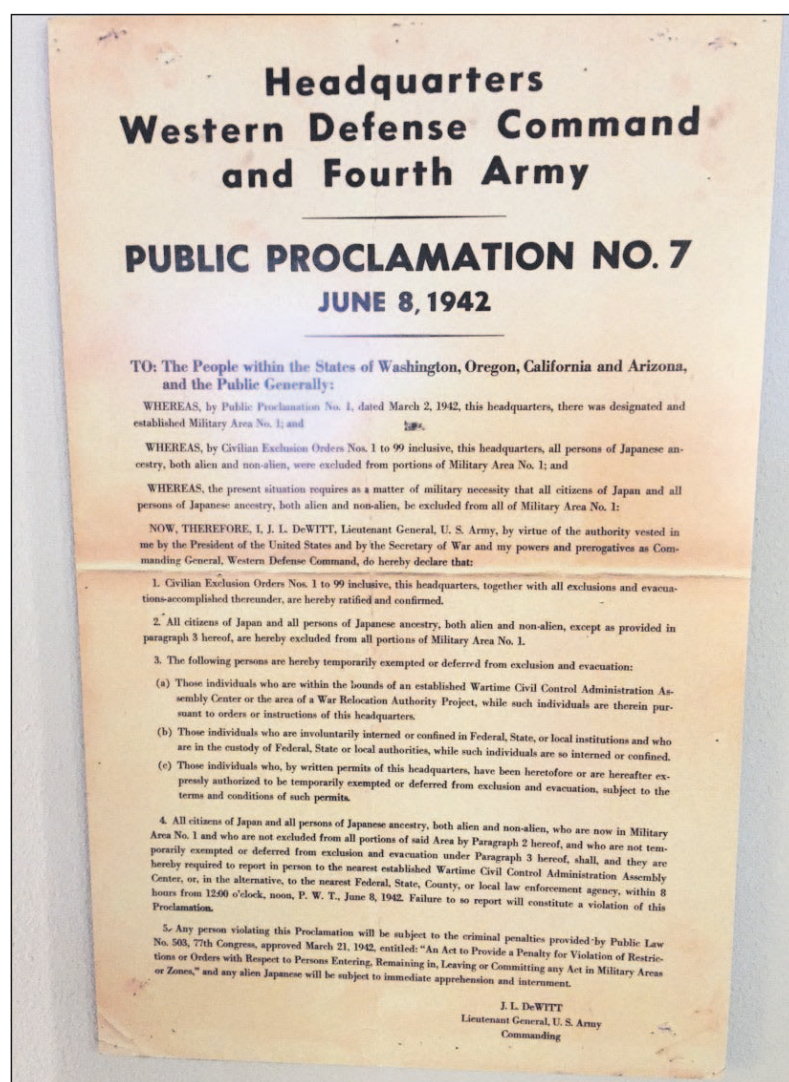 Headquarters
Western Defense Command
and Fourth Army
PUBLIC PROCLAMATION NO. 7
JUNE 8, 1942
TO: The People within the States of Washington, Oregon, California and Arizona,
and the Public Generally:
WHEREAS, by Public Proclamation No. 1, dated March 2, 1942, this headquarters, there was designated and
established Military Area No. 1; and
WHEREAS, by Civilian Exclusion Orders Nos. 1 to 99 inclusive, this headquarters, all persons of Japanese an-
cestry, both alien and non-alien, were excluded from portions of Military Area No. 1; and
WHEREAS, the present situation requires as a matter of military necessity that all citizens of Japan and all
persons of Japanese ancestry, both alien and non-alien, be excluded from all of Military Area No. 1:
NOW, THEREFORE, I, J. L. DeWITT, Lieutenant General, U. S. Army, by virtue of the authority vested in
me by the President of the United States and by the Secretary of War and my powers and prerogatives as Com-
manding General, Western Defense Command, do hereby declare that:
1. Civilian Exclusion Orders Nos. 1 to 99 inclusive, this headquarters, together with all exclusions and evacua-
tions accomplished thereunder, are hereby ratified and confirmed.
2. All citizens of Japan and all persons of Japanese ancestry, both alien and non-alien, except as provided in
paragraph 3 hereof, are hereby excluded from all portions of Military Area No. 1.
3. The following persons are hereby temporarily exempted or deferred from exclusion and evacuation:
(a) Those individuals who are within the bounds of an established Wartime Civil Control Administration As-
sembly Center or the area of a War Relocation Authority Project, while such individuals are therein pur-
suant to orders or instructions of this headquarters.
(b) Those individuals who are involuntarily interned or confined in Federal, State, or local institutions and who
are in the custody of Federal, State or local authorities, while such individuals are so interned or confined.
(c) Those individuals who, by written permits of this headquarters, have been heretofore or are hereafter ex-
pressly authorized to be temporarily exempted or deferred from exclusion and evacuation, subject to the
terms and conditions of such permits.
4. All citizens of Japan and all persons of Japanese ancestry, both alien and non-alien, who are now in Military
Area No. 1 and who are not excluded from all portions of said Area by Paragraph 2 hereof, and who are not tem-
porarily exempted or deferred from exclusion and evacuation under Paragraph 3 hereof, shall, and they are
hereby required to report in person to the nearest established Wartime Civil Control Administration Assembly
Center, or, in the alternative, to the nearest Federal, State, County, or local law enforcement agency, within 8
hours from 12:00 o'clock, noon, P. W. T., June 8, 1942. Failure to so report will constitute a violation of this
Proclamation.
5. Any person violating this Proclamation will be subject to the criminal penalties provided by Public Law
No. 503, 77th Congress, approved March 21, 1942, entitled: "An Act to Provide a Penalty for Violation of Restric-
tions or Orders with Respect to Persons Entering, Remaining in, Leaving or Committing any Act in Military Areas
or Zones," and any alien Japanese will be subject to immediate apprehension and internment.
J. L. DeWITT
Lieutenant General, U. S. Army
Commanding